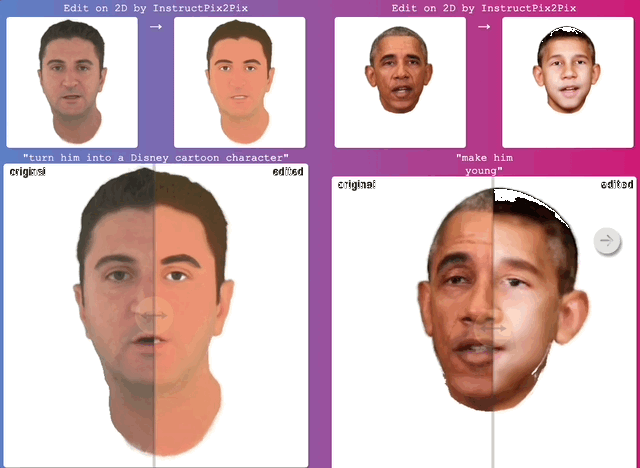 Edit on 2D by InstructPix2Pix
Edit on 2D by InstructPix2Pix
"turn him into a Disney cartoon character"
"make him
young"
original
edited
original
edited